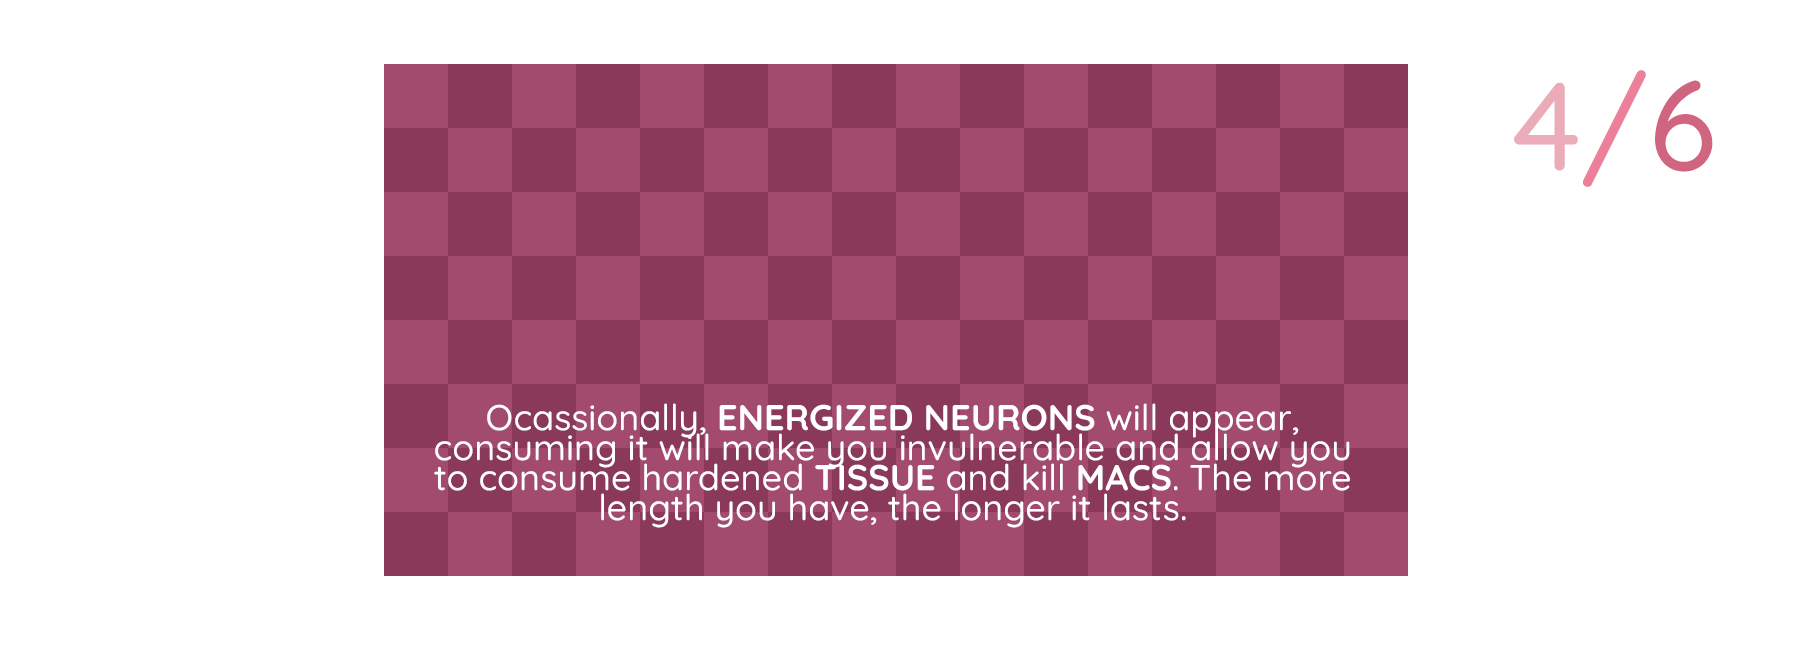 4/6
Ocassionally, ENERGIZED NEURONS will appear,
consuming it will make you invulnerable and allow you
to consume hardened TISSUE and kill MACS. The more
length you have, the longer it lasts.